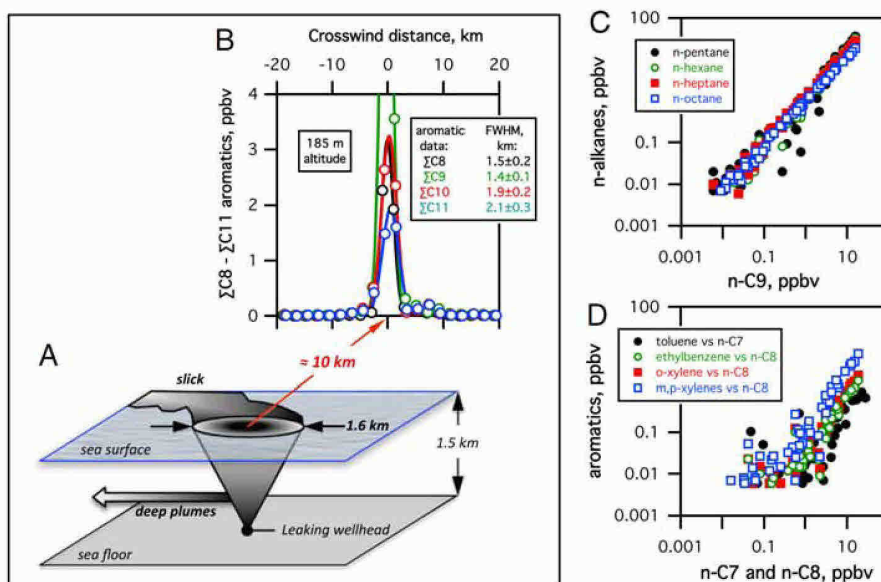 B
Crosswind distance, km
-20 -10 0 10 20
4
3
2
1
0
ΣC8 - ΣC11 aromatics, ppbv
185 m
altitude
aromatic FWHM,
data: km:
ΣC8 1.5±0.2
ΣC9 1.4±0.1
ΣC10 1.9±0.2
ΣC11 2.1±0.3
A
≈ 10 km
slick
1.6 km
sea surface
1.5 km
deep plumes
Leaking wellhead
sea floor
C
100
n-pentane
n-hexane
n-heptane
n-octane
0.1
0.01
0.001
n-alkanes, ppbv
0.001 0.1 10
n-C9, ppbv
D
100
toluene vs n-C7
ethylbenzene vs n-C8
o-xylene vs n-C8
m,p-xylenes vs n-C8
0.1
0.01
0.001
aromatics, ppbv
0.001 0.1 10
n-C7 and n-C8, ppbv